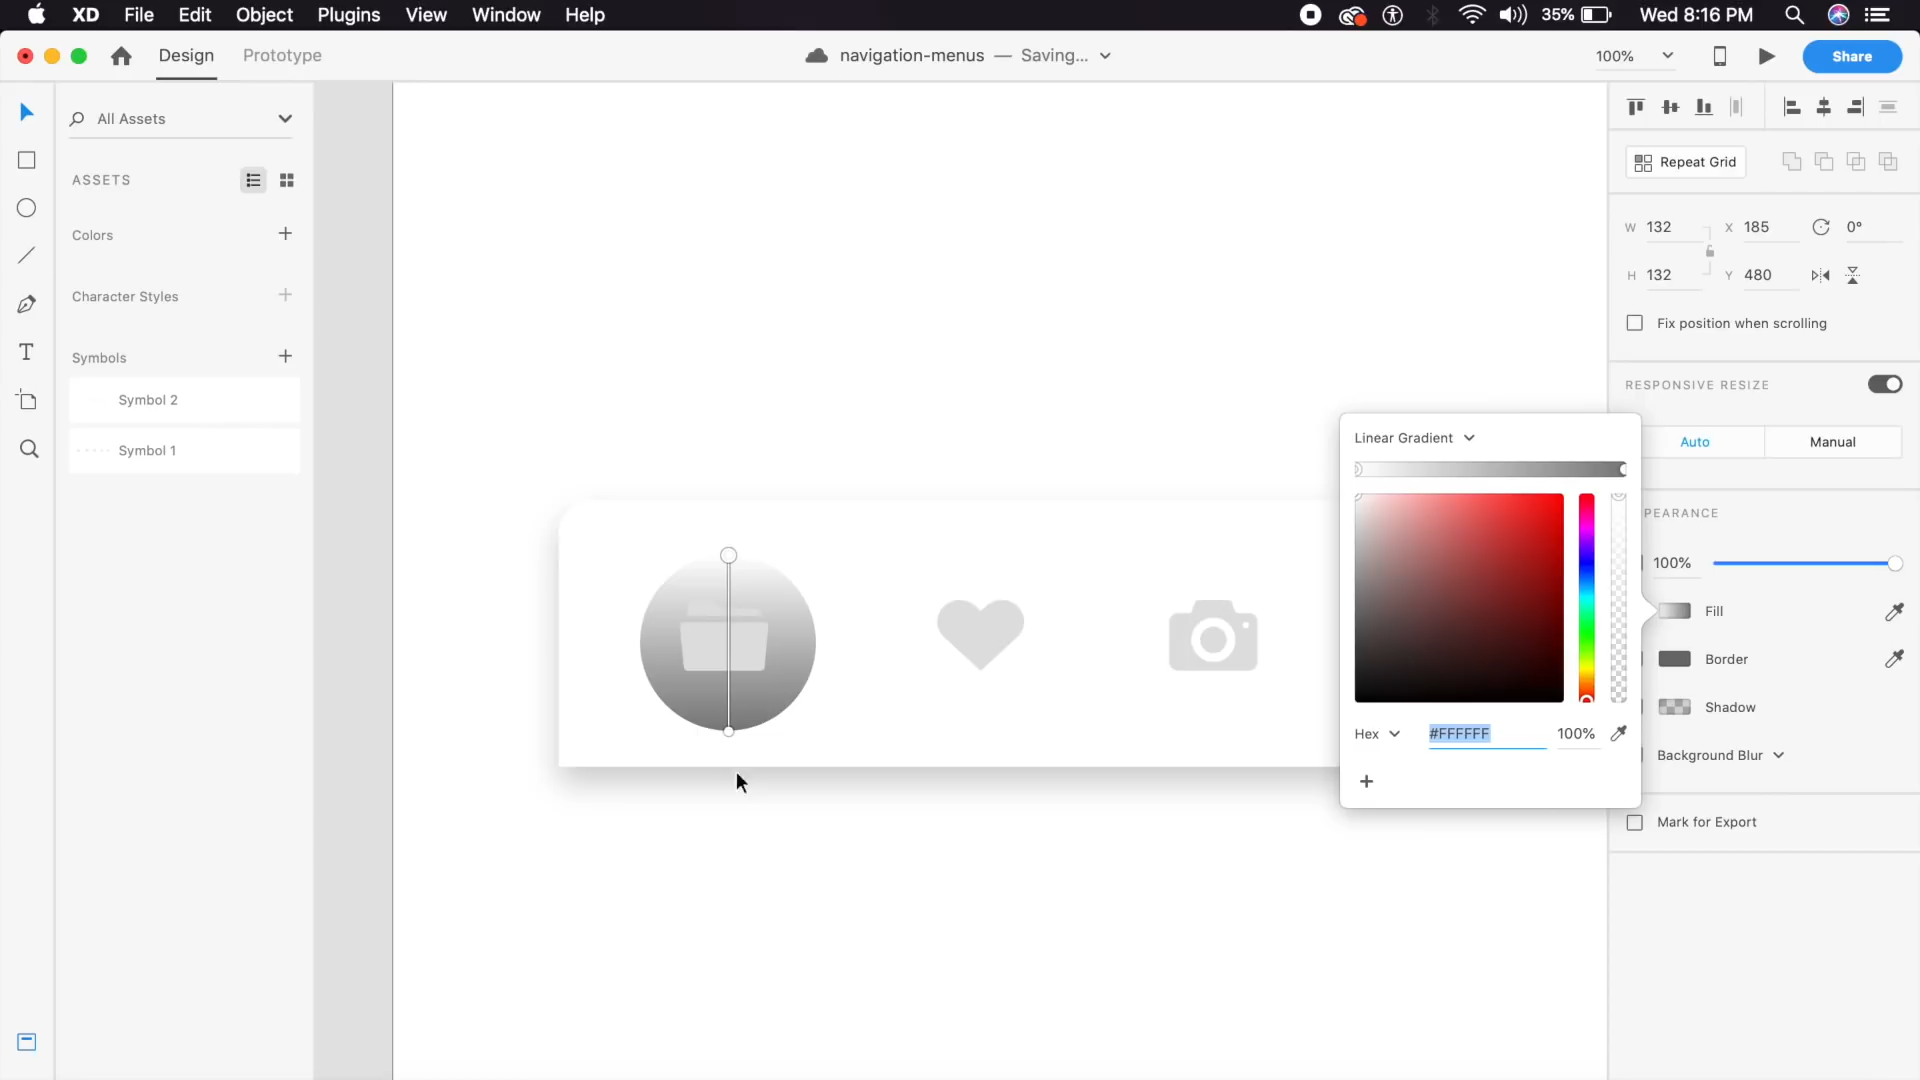 XD File Edit Object Plugins View Window Help 35% Wed 8:16 PM
Design Prototype navigation-menus — Saving... 100% Share
All Assets
ASSETS
Colors
Character Styles
Symbols
Symbol 2
Symbol 1
Repeat Grid
W 132 X 185 0°
H 132 Y 480
Fix position when scrolling
RESPONSIVE RESIZE
Auto Manual
Linear Gradient
PEARANCE
100%
Fill
Border
Shadow
Hex #FFFFFF 100%
Background Blur
Mark for Export